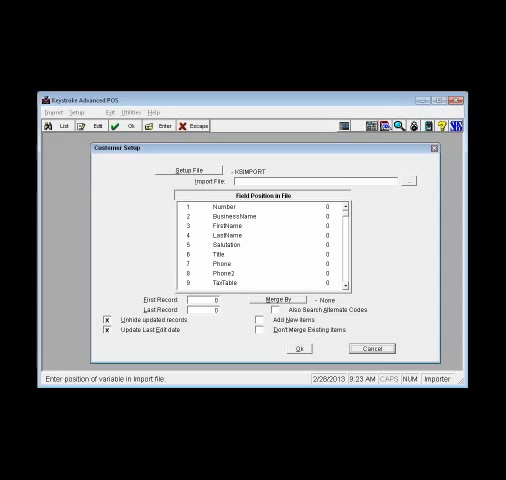 Keystroke Advanced POS
Import Setup Exit Utilities Help
List Edit Ok Enter Escape
Customer Setup
Setup File - KSIMPORT
Import File: ...
Field Position in File
1 Number 0
2 BusinessName 0
3 FirstName 0
4 LastName 0
5 Salutation 0
6 Title 0
7 Phone 0
8 Phone2 0
9 TaxTable 0
First Record 0 Merge By - None
Last Record 0 Also Search Alternate Codes
X Unhide updated records Add New items
X Update Last Edit date Don't Merge Existing Items
Ok Cancel
Enter position of variable in Import file. 2/28/2013 9:23 AM CAPS NUM Importer